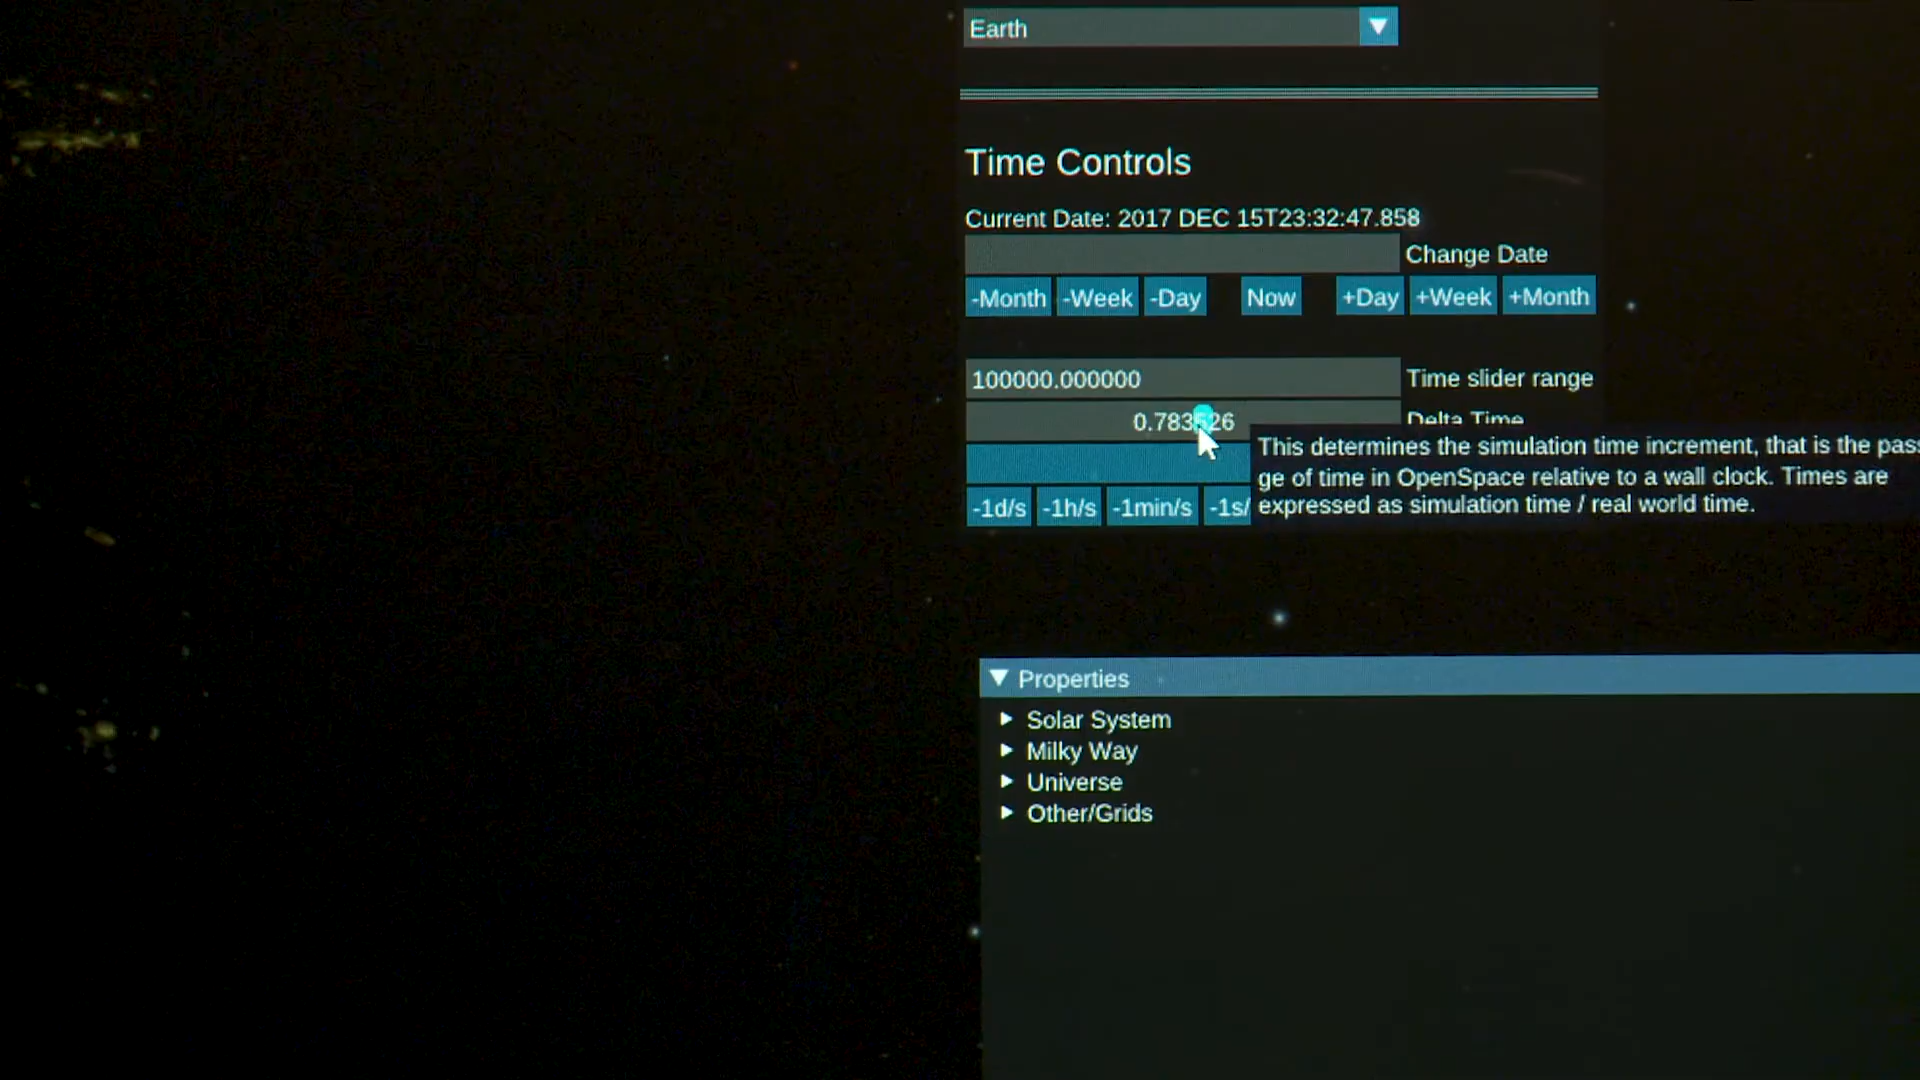 Earth
Time Controls
Current Date: 2017 DEC 15T23:32:47.858
Change Date
-Month -Week -Day Now +Day +Week +Month
100000.000000 Time slider range
0.783526 Delta Time
This determines the simulation time increment, that is the pass
ge of time in OpenSpace relative to a wall clock. Times are
expressed as simulation time / real world time.
-1d/s -1h/s -1min/s -1s/
Properties
Solar System
Milky Way
Universe
Other/Grids